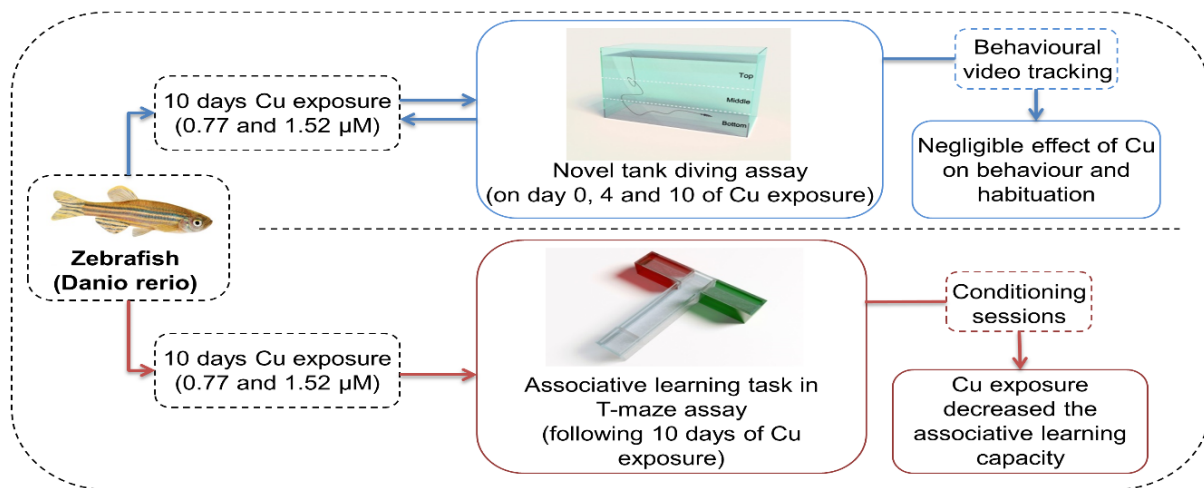 10 days Cu exposure
(0.77 and 1.52 µM)
Top
Middle
Bottom
Novel tank diving assay
(on day 0, 4 and 10 of Cu exposure)
Behavioural
video tracking
Negligible effect of Cu
on behaviour and
habituation
Zebrafish
(Danio rerio)
10 days Cu exposure
(0.77 and 1.52 µM)
Associative learning task in
T-maze assay
(following 10 days of Cu
exposure)
Conditioning
sessions
Cu exposure
decreased the
associative learning
capacity